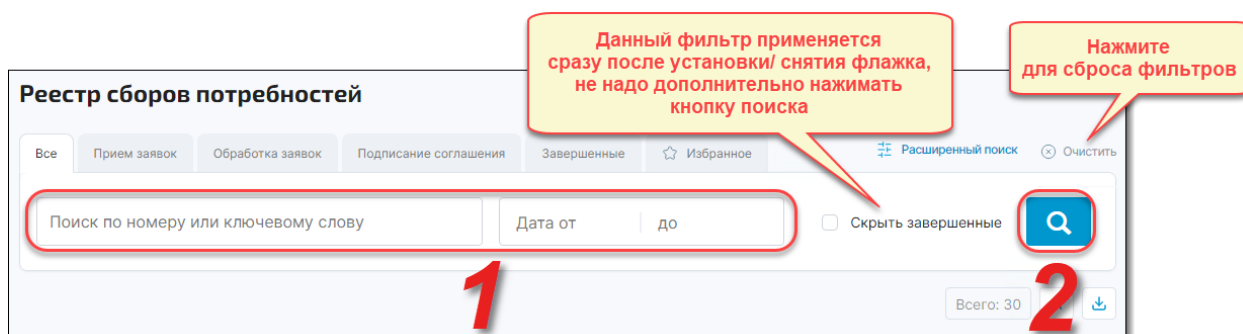 Данный фильтр применяется
сразу после установки/ снятия флажка,
не надо дополнительно нажимать
кнопку поиска
Нажмите
для сброса фильтров
Реестр сборов потребностей
Все Прием заявок Обработка заявок Подписание соглашения Завершенные Избранное Расширенный поиск Очистить
Поиск по номеру или ключевому слову Дата от до Скрыть завершенные
1 2
Всего: 30